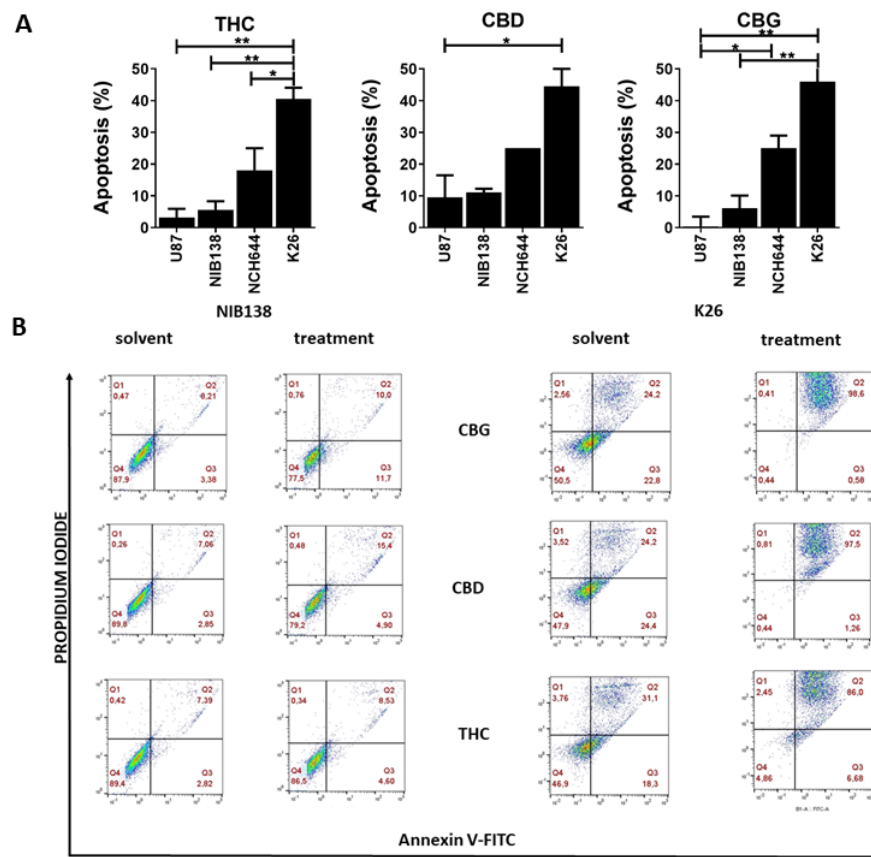 A
THC
CBD
CBG
** ** *
*
** * **
Apoptosis (%)
50
40
30
20
10
0
U87
NIB138
NCH644
K26
Apoptosis (%)
50
40
30
20
10
0
U87
NIB138
NCH644
K26
Apoptosis (%)
50
40
30
20
10
0
U87
NIB138
NCH644
K26
NIB138
K26
B
solvent
treatment
solvent
treatment
PROPIDIUM IODIDE
Q1 0,47 Q2 8,21 Q4 87,9 Q3 3,38
Q1 0,76 Q2 10,0 Q4 77,5 Q3 11,7
CBG
Q1 2,56 Q2 24,2 Q4 50,5 Q3 22,8
Q1 0,41 Q2 98,6 Q4 0,44 Q3 0,58
Q1 0,26 Q2 7,06 Q4 89,8 Q3 2,85
Q1 0,48 Q2 15,4 Q4 79,2 Q3 4,90
CBD
Q1 3,52 Q2 24,2 Q4 47,9 Q3 24,4
Q1 0,81 Q2 97,5 Q4 0,44 Q3 1,26
Q1 0,42 Q2 7,39 Q4 89,4 Q3 2,82
Q1 0,34 Q2 8,53 Q4 86,5 Q3 4,60
THC
Q1 3,76 Q2 31,1 Q4 46,9 Q3 18,3
Q1 2,45 Q2 86,0 Q4 4,86 Q3 6,68
B1-A :: FITC-A
Annexin V-FITC